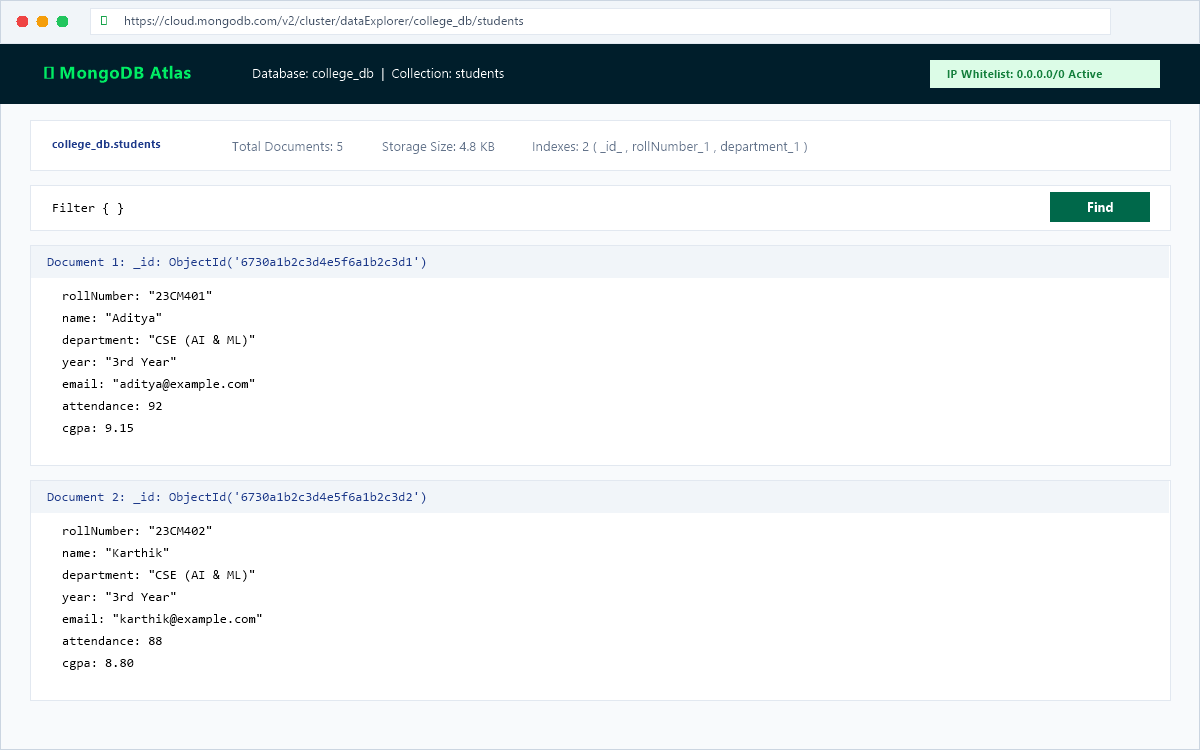 https://cloud.mongodb.com/v2/cluster/dataExplorer/college_db/students
MongoDB Atlas
Database: college_db | Collection: students
IP Whitelist: 0.0.0.0/0 Active
college_db.students
Total Documents: 5
Storage Size: 4.8 KB
Indexes: 2 ( _id_ , rollNumber_1 , department_1 )
Filter { }
Find
Document 1: _id: ObjectId('6730a1b2c3d4e5f6a1b2c3d1')
rollNumber: "23CM401"
name: "Aditya"
department: "CSE (AI & ML)"
year: "3rd Year"
email: "aditya@example.com"
attendance: 92
cgpa: 9.15
Document 2: _id: ObjectId('6730a1b2c3d4e5f6a1b2c3d2')
rollNumber: "23CM402"
name: "Karthik"
department: "CSE (AI & ML)"
year: "3rd Year"
email: "karthik@example.com"
attendance: 88
cgpa: 8.80